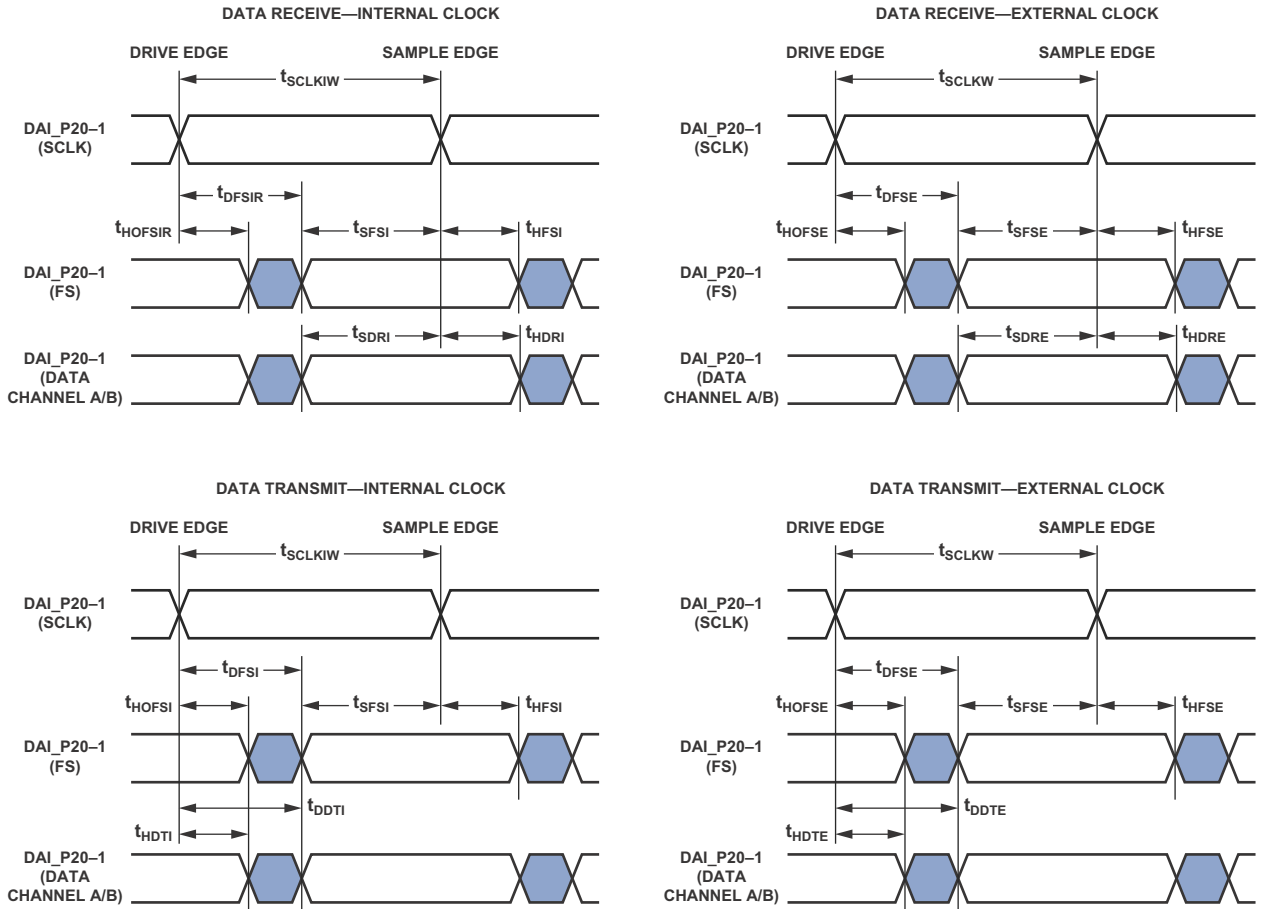 DATA RECEIVE—INTERNAL CLOCK
DRIVE EDGE
SAMPLE EDGE
tSCLKIW
DAI_P20–1
(SCLK)
tDFSIR
tHOFSIR
tSFSI
tHFSI
DAI_P20–1
(FS)
tSDRI
tHDRI
DAI_P20–1
(DATA
CHANNEL A/B)
DATA RECEIVE—EXTERNAL CLOCK
DRIVE EDGE
SAMPLE EDGE
tSCLKW
DAI_P20–1
(SCLK)
tDFSE
tHOFSE
tSFSE
tHFSE
DAI_P20–1
(FS)
tSDRE
tHDRE
DAI_P20–1
(DATA
CHANNEL A/B)
DATA TRANSMIT—INTERNAL CLOCK
DRIVE EDGE
SAMPLE EDGE
tSCLKIW
DAI_P20–1
(SCLK)
tDFSI
tHOFSI
tSFSI
tHFSI
DAI_P20–1
(FS)
tDDTI
tHDTI
DAI_P20–1
(DATA
CHANNEL A/B)
DATA TRANSMIT—EXTERNAL CLOCK
DRIVE EDGE
SAMPLE EDGE
tSCLKW
DAI_P20–1
(SCLK)
tDFSE
tHOFSE
tSFSE
tHFSE
DAI_P20–1
(FS)
tDDTE
tHDTE
DAI_P20–1
(DATA
CHANNEL A/B)